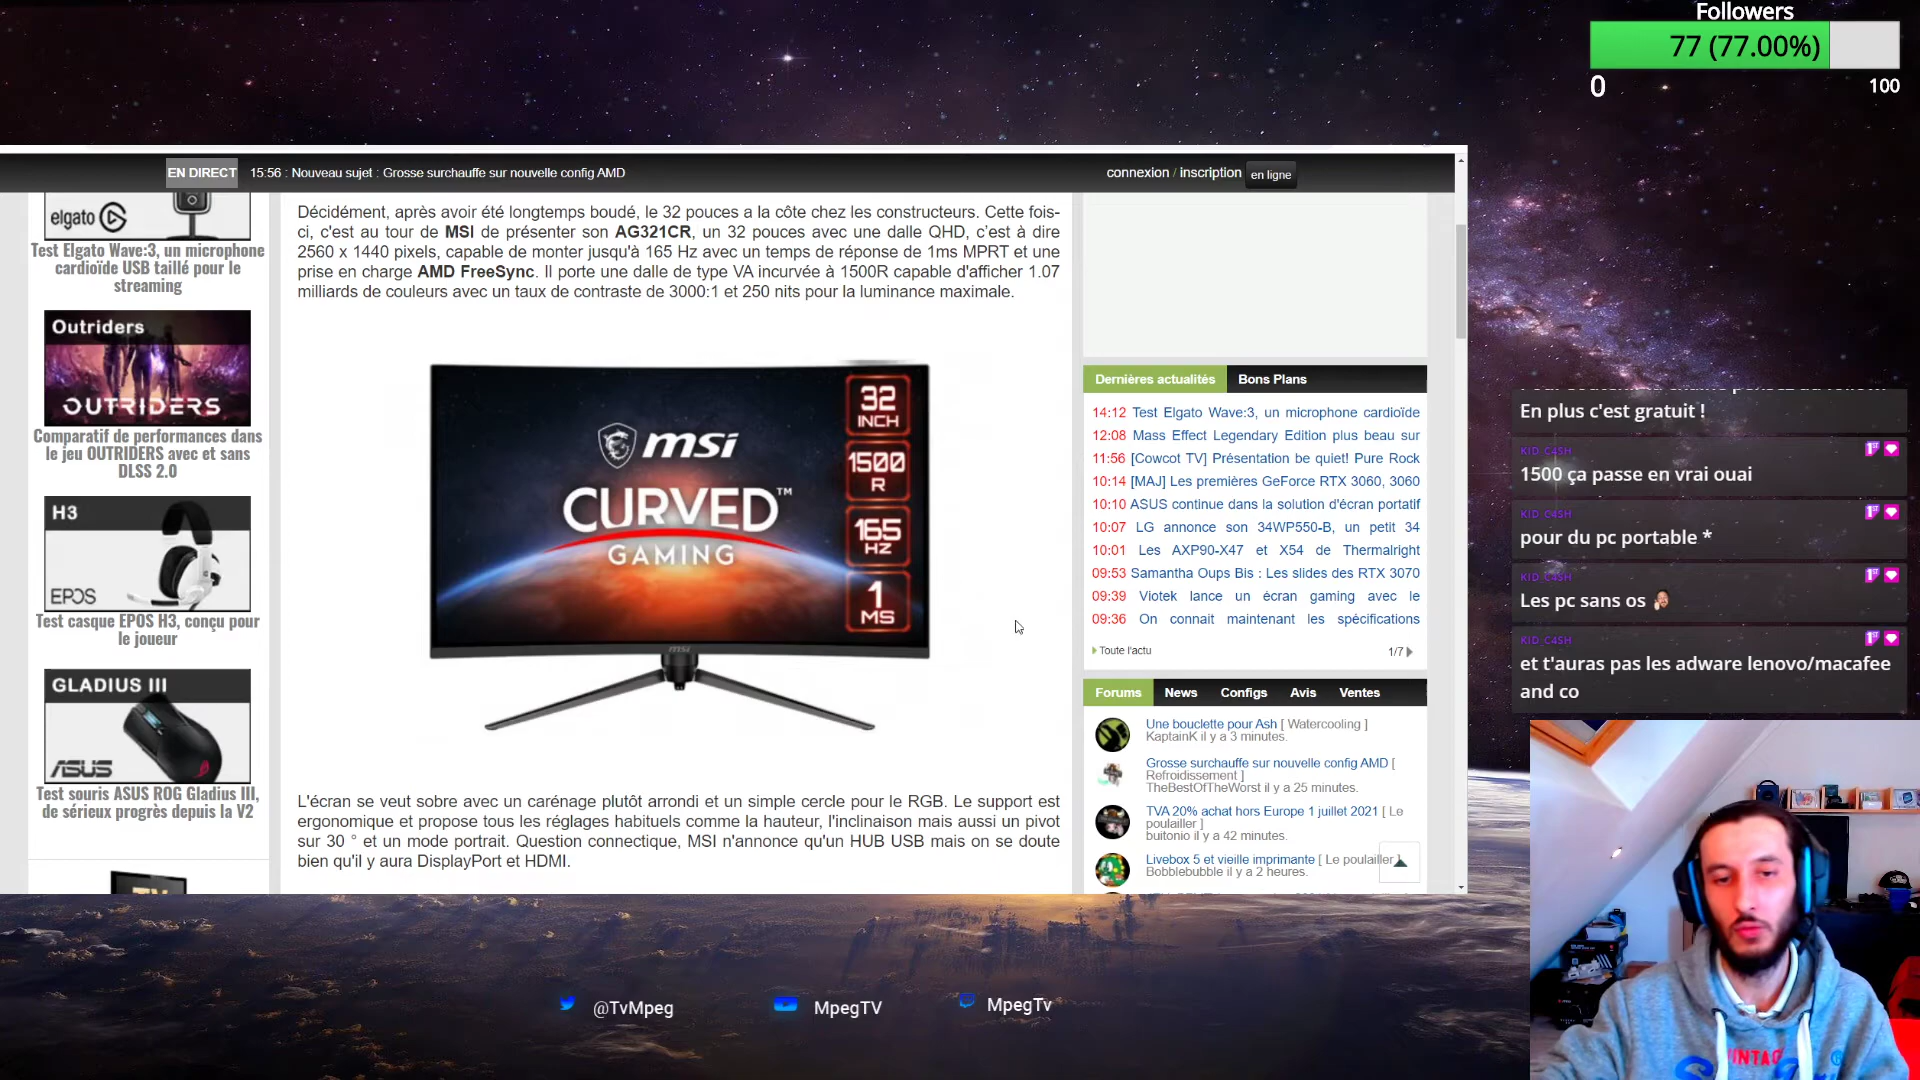 Followers
77 (77.00%)
0
100
EN DIRECT
15:56 : Nouveau sujet : Grosse surchauffe sur nouvelle config AMD
connexion / inscription
en ligne
elgato
Test Elgato Wave:3, un microphone
cardioïde USB taillé pour le
streaming
Outriders
OUTRIDERS
Comparatif de performances dans
le jeu OUTRIDERS avec et sans
DLSS 2.0
H3
EPOS
Test casque EPOS H3, conçu pour
le joueur
GLADIUS III
ASUS
Test souris ASUS ROG Gladius III,
de sérieux progrès depuis la V2
Décidément, après avoir été longtemps boudé, le 32 pouces a la côte chez les constructeurs. Cette fois-
ci, c'est au tour de MSI de présenter son AG321CR, un 32 pouces avec une dalle QHD, c'est à dire
2560 x 1440 pixels, capable de monter jusqu'à 165 Hz avec un temps de réponse de 1ms MPRT et une
prise en charge AMD FreeSync. Il porte une dalle de type VA incurvée à 1500R capable d'afficher 1.07
milliards de couleurs avec un taux de contraste de 3000:1 et 250 nits pour la luminance maximale.
msi
CURVED™
GAMING
32
INCH
1500
R
165
HZ
1
MS
msi
L'écran se veut sobre avec un carénage plutôt arrondi et un simple cercle pour le RGB. Le support est
ergonomique et propose tous les réglages habituels comme la hauteur, l'inclinaison mais aussi un pivot
sur 30 ° et un mode portrait. Question connectique, MSI n'annonce qu'un HUB USB mais on se doute
bien qu'il y aura DisplayPort et HDMI.
Dernières actualités
Bons Plans
14:12 Test Elgato Wave:3, un microphone cardioïde
12:08 Mass Effect Legendary Edition plus beau sur
11:56 [Cowcot TV] Présentation be quiet! Pure Rock
10:14 [MAJ] Les premières GeForce RTX 3060, 3060
10:10 ASUS continue dans la solution d'écran portatif
10:07 LG annonce son 34WP550-B, un petit 34
10:01 Les AXP90-X47 et X54 de Thermalright
09:53 Samantha Oups Bis : Les slides des RTX 3070
09:39 Viotek lance un écran gaming avec le
09:36 On connait maintenant les spécifications
Toute l'actu
1/7
Forums
News
Configs
Avis
Ventes
Une bouclette pour Ash [ Watercooling ]
KaptainK il y a 3 minutes.
Grosse surchauffe sur nouvelle config AMD [
Refroidissement ]
TheBestOfTheWorst il y a 25 minutes.
TVA 20% achat hors Europe 1 juillet 2021 [ Le
poulailler ]
buitonio il y a 42 minutes.
Livebox 5 et vieille imprimante [ Le poulailler ]
Bobblebubble il y a 2 heures.
En plus c'est gratuit !
KID C4SH
1500 ça passe en vrai ouai
KID C4SH
pour du pc portable *
KID C4SH
Les pc sans os
KID C4SH
et t'auras pas les adware lenovo/macafee
and co
@TvMpeg
MpegTV
MpegTv
VINTAG